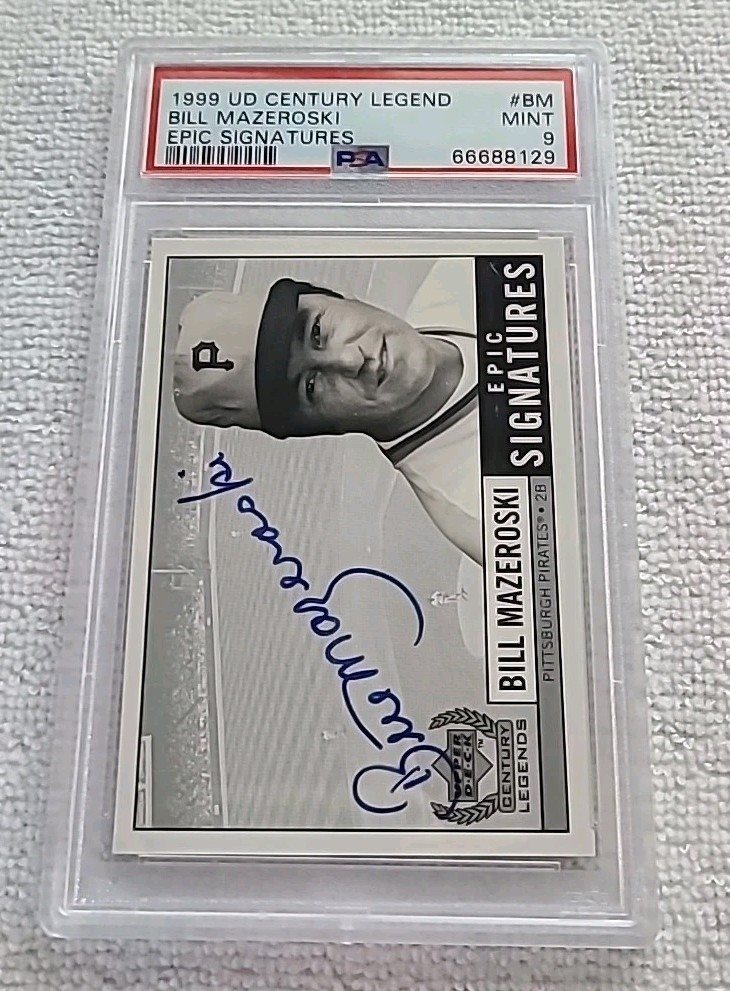 1999 UD CENTURY LEGEND #BM
BILL MAZEROSKI MINT
EPIC SIGNATURES 9
PSA 66688129
P
EPIC
SIGNATURES
BILL MAZEROSKI
PITTSBURGH PIRATES® • 2B
Bill Mazeroski
UPPER
DECK™
CENTURY
LEGENDS